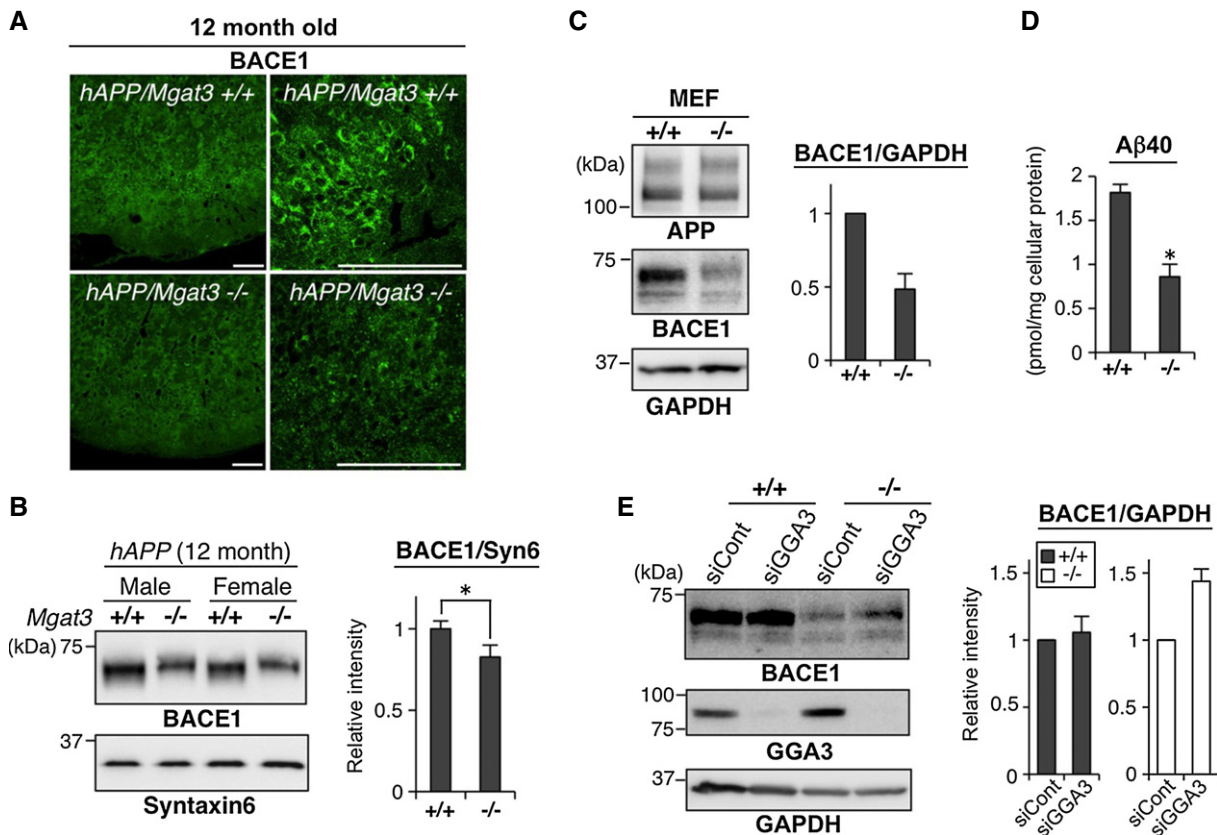 A
12 month old
BACE1
hAPP/Mgat3 +/+
hAPP/Mgat3 +/+
hAPP/Mgat3 -/-
hAPP/Mgat3 -/-
B
hAPP (12 month)
Male Female
Mgat3 +/+ -/- +/+ -/-
(kDa)
75
BACE1
37
Syntaxin6
BACE1/Syn6
*
Relative intensity
1
0.5
0
+/+ -/-
C
MEF
+/+ -/-
(kDa)
100
APP
75
BACE1
37
GAPDH
BACE1/GAPDH
1
0.5
0
+/+ -/-
D
Aβ40
(pmol/mg cellular protein)
2
1.5
1
0.5
0
*
+/+ -/-
E
+/+ -/-
siCont siGGA3 siCont siGGA3
(kDa)
75
BACE1
100
75
GGA3
37
GAPDH
BACE1/GAPDH
+/+
-/-
Relative intensity
1.5
1
0.5
0
siCont siGGA3
1.5
1
0.5
0
siCont siGGA3